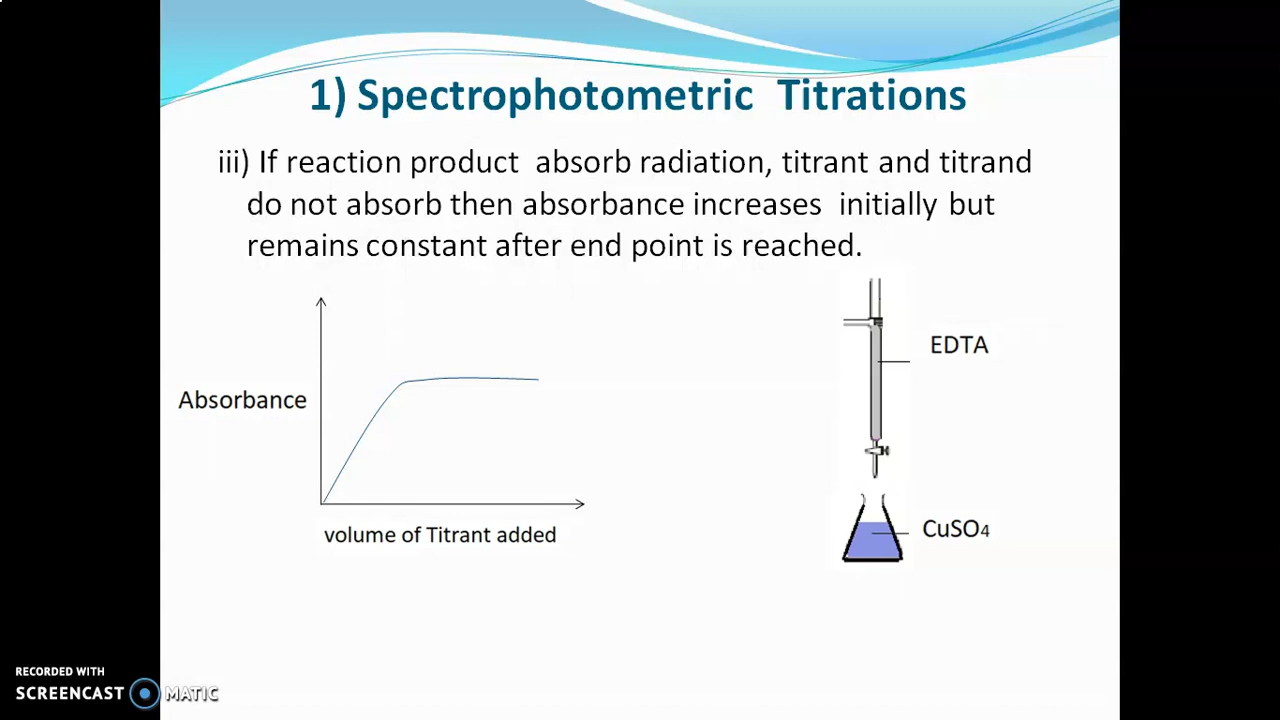 1) Spectrophotometric Titrations
iii) If reaction product absorb radiation, titrant and titrand
do not absorb then absorbance increases initially but
remains constant after end point is reached.
EDTA
Absorbance
CuSO4
volume of Titrant added
RECORDED WITH
SCREENCAST MATIC